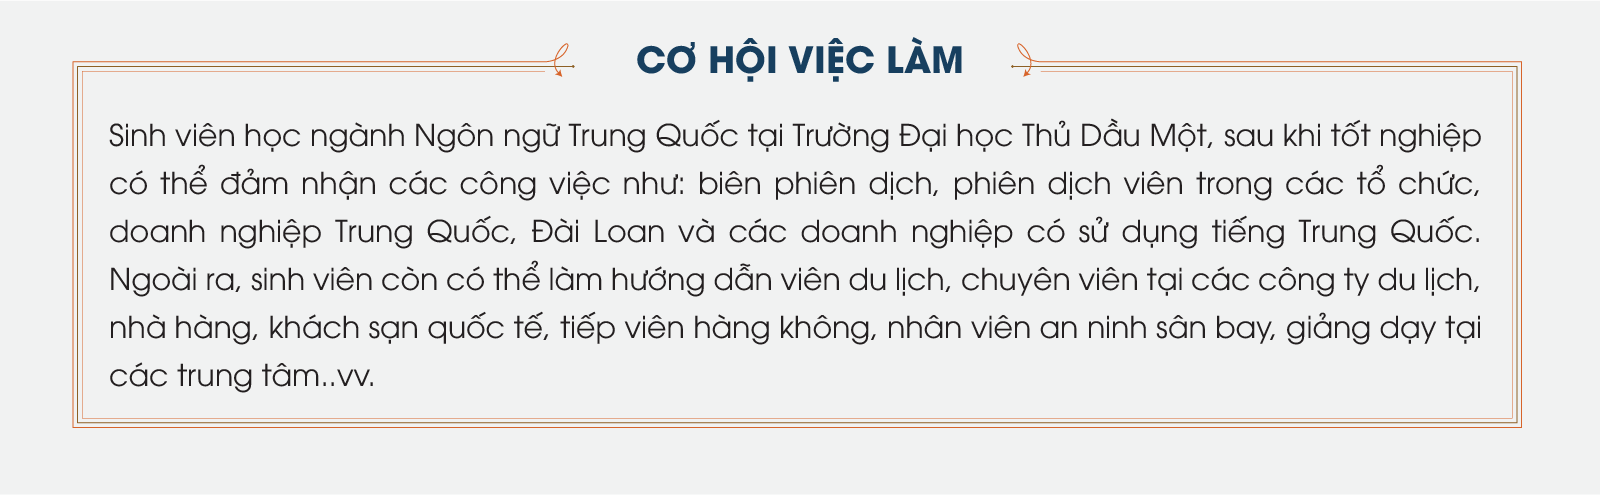 CƠ HỘI VIỆC LÀM
Sinh viên học ngành Ngôn ngữ Trung Quốc tại Trường Đại học Thủ Dầu Một, sau khi tốt nghiệp
có thể đảm nhận các công việc như: biên phiên dịch, phiên dịch viên trong các tổ chức,
doanh nghiệp Trung Quốc, Đài Loan và các doanh nghiệp có sử dụng tiếng Trung Quốc.
Ngoài ra, sinh viên còn có thể làm hướng dẫn viên du lịch, chuyên viên tại các công ty du lịch,
nhà hàng, khách sạn quốc tế, tiếp viên hàng không, nhân viên an ninh sân bay, giảng dạy tại
các trung tâm..vv.